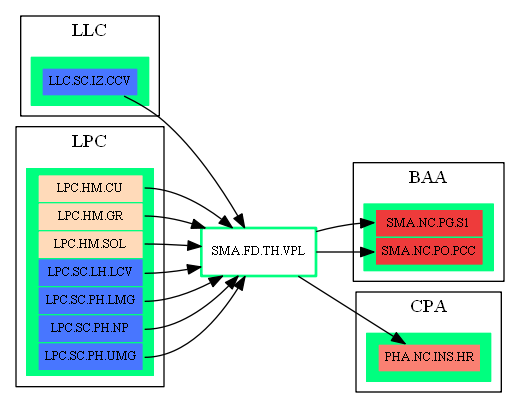 LLC
LLC.SC.IZ.CCV
LPC
LPC.HM.CU
LPC.HM.GR
LPC.HM.SOL
LPC.SC.LH.LCV
LPC.SC.PH.LMG
LPC.SC.PH.NP
LPC.SC.PH.UMG
SMA.FD.TH.VPL
BAA
SMA.NC.PG.S1
SMA.NC.PO.PCC
CPA
PHA.NC.INS.HR